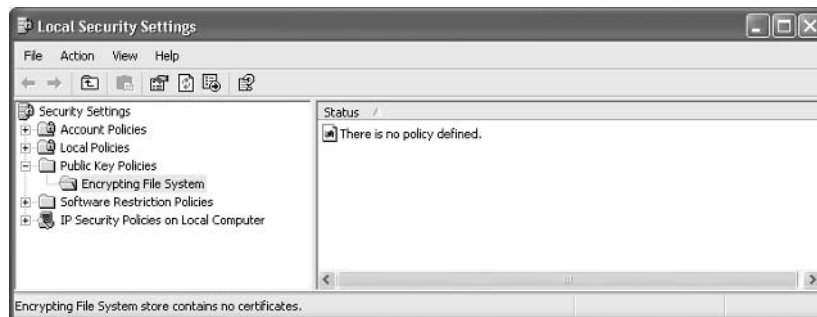 Local Security Settings
File Action View Help
Security Settings
Account Policies
Local Policies
Public Key Policies
Encrypting File System
Software Restriction Policies
IP Security Policies on Local Computer
Status
There is no policy defined.
Encrypting File System store contains no certificates.